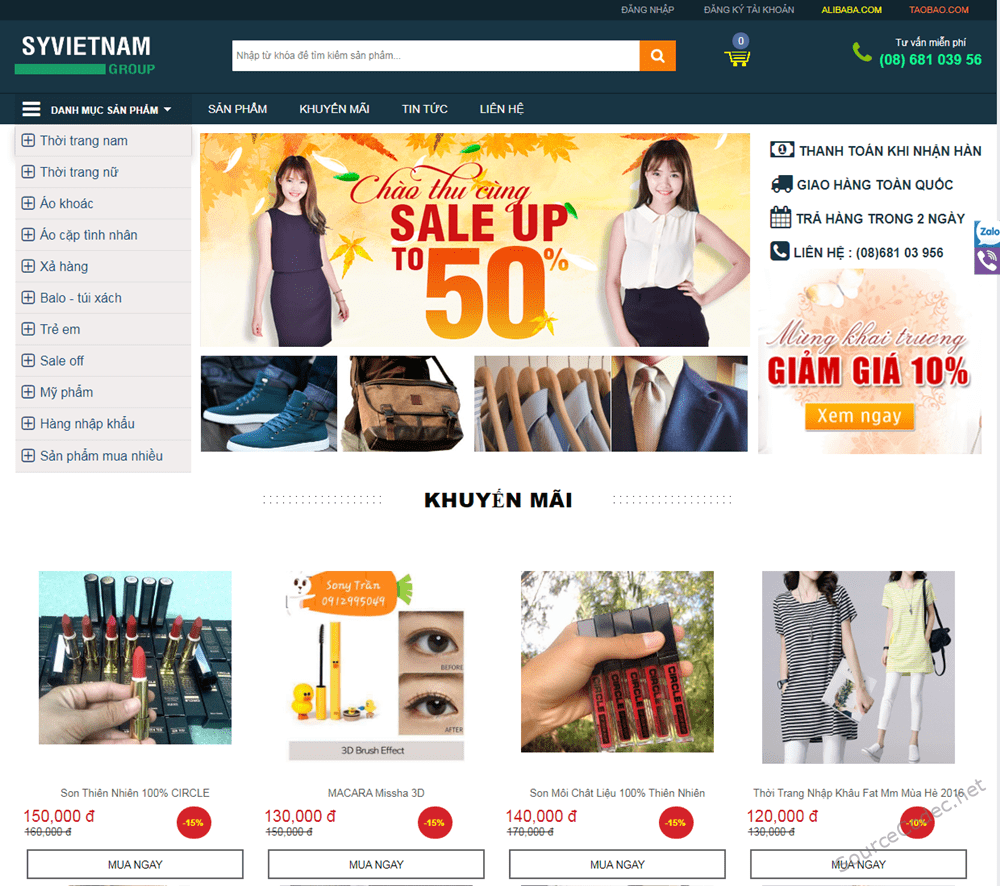 ĐĂNG NHẬP ĐĂNG KÝ TÀI KHOẢN ALIBABA.COM TAOBAO.COM
SYVIETNAM
GROUP
Nhập từ khóa để tìm kiếm sản phẩm...
0
Tư vấn miễn phí
(08) 681 039 56
DANH MỤC SẢN PHẨM
SẢN PHẨM KHUYẾN MÃI TIN TỨC LIÊN HỆ
Thời trang nam
Thời trang nữ
Áo khoác
Áo cặp tình nhân
Xả hàng
Balo - túi xách
Trẻ em
Sale off
Mỹ phẩm
Hàng nhập khẩu
Sản phẩm mua nhiều
Chào thu cùng
SALE UP
TO 50%
THANH TOÁN KHI NHẬN HÀN
GIAO HÀNG TOÀN QUỐC
TRẢ HÀNG TRONG 2 NGÀY
LIÊN HỆ : (08)681 03 956
Zalo
Mừng khai trương
GIẢM GIÁ 10%
Xem ngay
KHUYẾN MÃI
Song Trần
0912995049
BEFORE
AFTER
3D Brush Effect
CIRCLE
CIRCLE
CIRCLE
CIRCLE
Son Thiên Nhiên 100% CIRCLE
150,000 đ
160,000 đ
-15%
MUA NGAY
MACARA Missha 3D
130,000 đ
150,000 đ
-15%
MUA NGAY
Son Môi Chất Liệu 100% Thiên Nhiên
140,000 đ
170,000 đ
-15%
MUA NGAY
Thời Trang Nhập Khẩu Fat Mm Mùa Hè 2016
120,000 đ
130,000 đ
-10%
MUA NGAY
SourceCodec.net